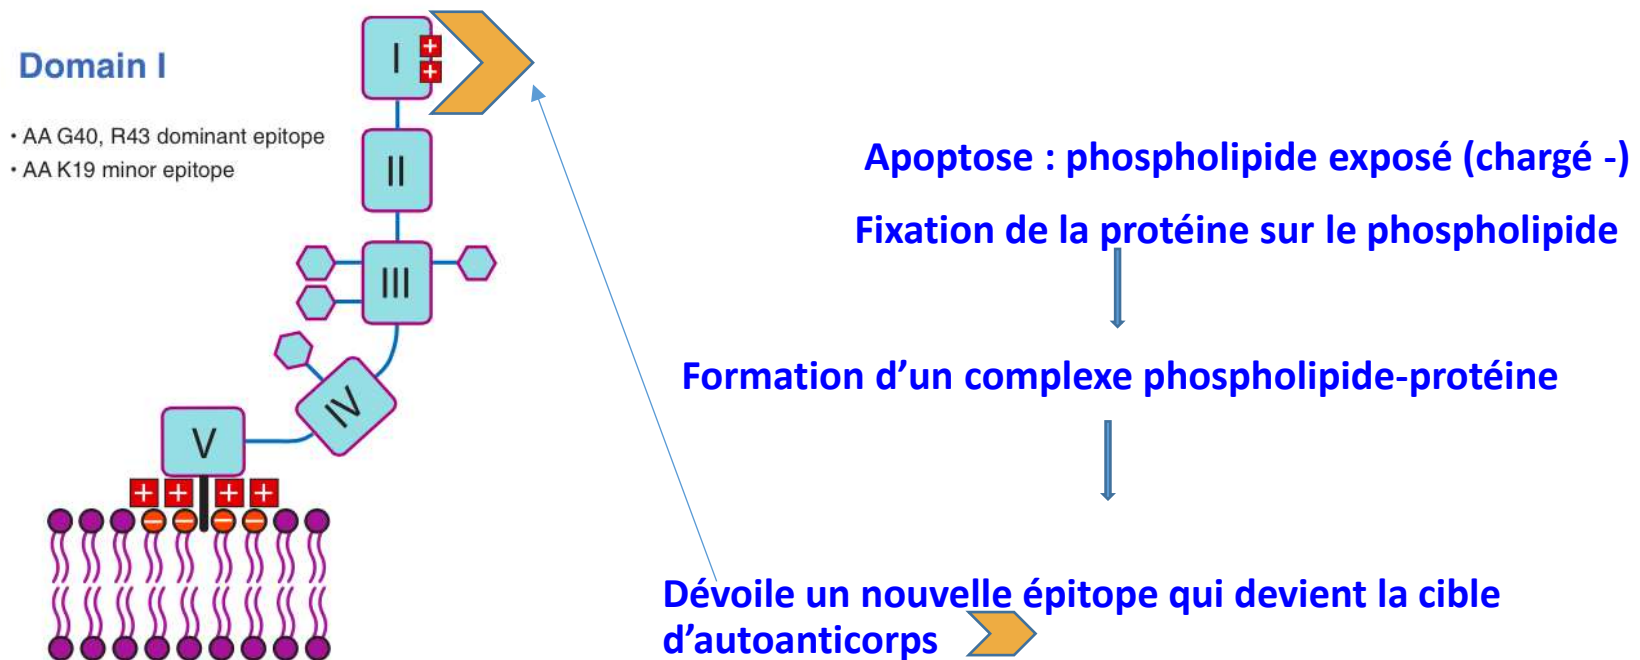 Domain I
• AA G40, R43 dominant epitope
• AA K19 minor epitope
I
+
+
II
III
IV
V
+ + + +
− − − −
Apoptose : phospholipide exposé (chargé -)
Fixation de la protéine sur le phospholipide
Formation d’un complexe phospholipide-protéine
Dévoile un nouvelle épitope qui devient la cible
d’autoanticorps